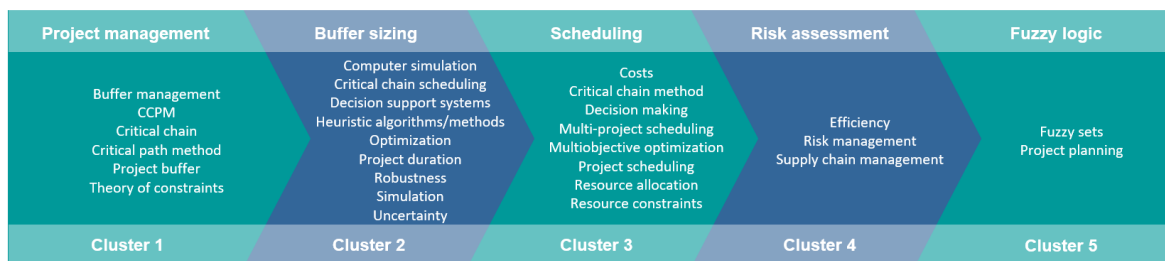 Project management
Buffer management
CCPM
Critical chain
Critical path method
Project buffer
Theory of constraints
Cluster 1
Buffer sizing
Computer simulation
Critical chain scheduling
Decision support systems
Heuristic algorithms/methods
Optimization
Project duration
Robustness
Simulation
Uncertainty
Cluster 2
Scheduling
Costs
Critical chain method
Decision making
Multi-project scheduling
Multiobjective optimization
Project scheduling
Resource allocation
Resource constraints
Cluster 3
Risk assessment
Efficiency
Risk management
Supply chain management
Cluster 4
Fuzzy logic
Fuzzy sets
Project planning
Cluster 5